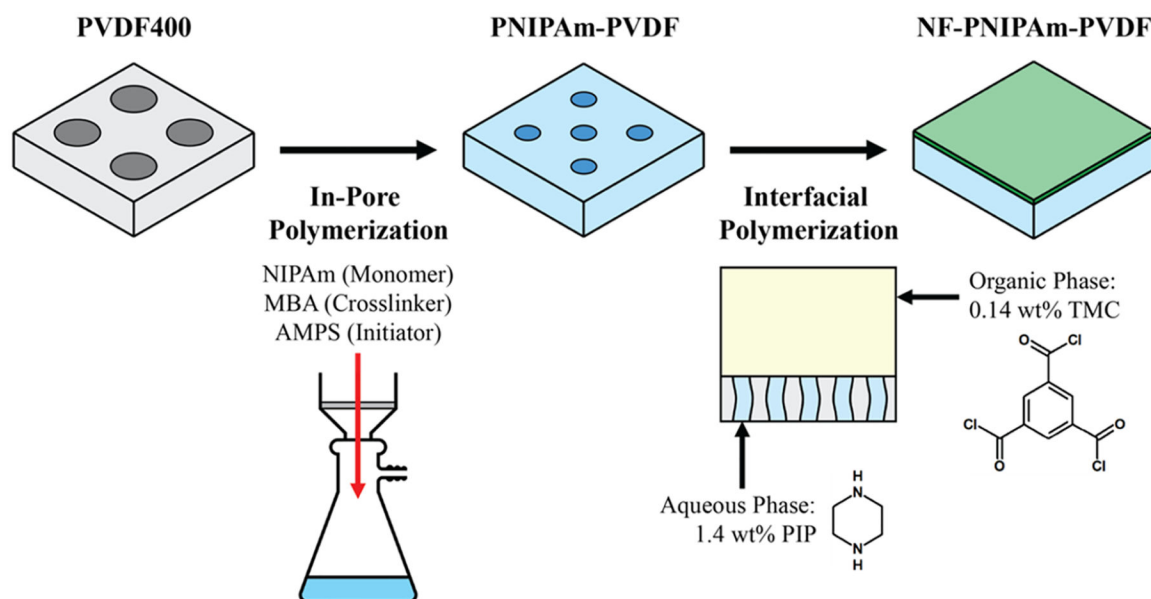 PVDF400
PNIPAm-PVDF
NF-PNIPAm-PVDF
In-Pore
Polymerization
NIPAm (Monomer)
MBA (Crosslinker)
AMPS (Initiator)
Interfacial
Polymerization
Organic Phase:
0.14 wt% TMC
O
Cl
Cl
O
O
Cl
Aqueous Phase:
1.4 wt% PIP
H
N
N
H